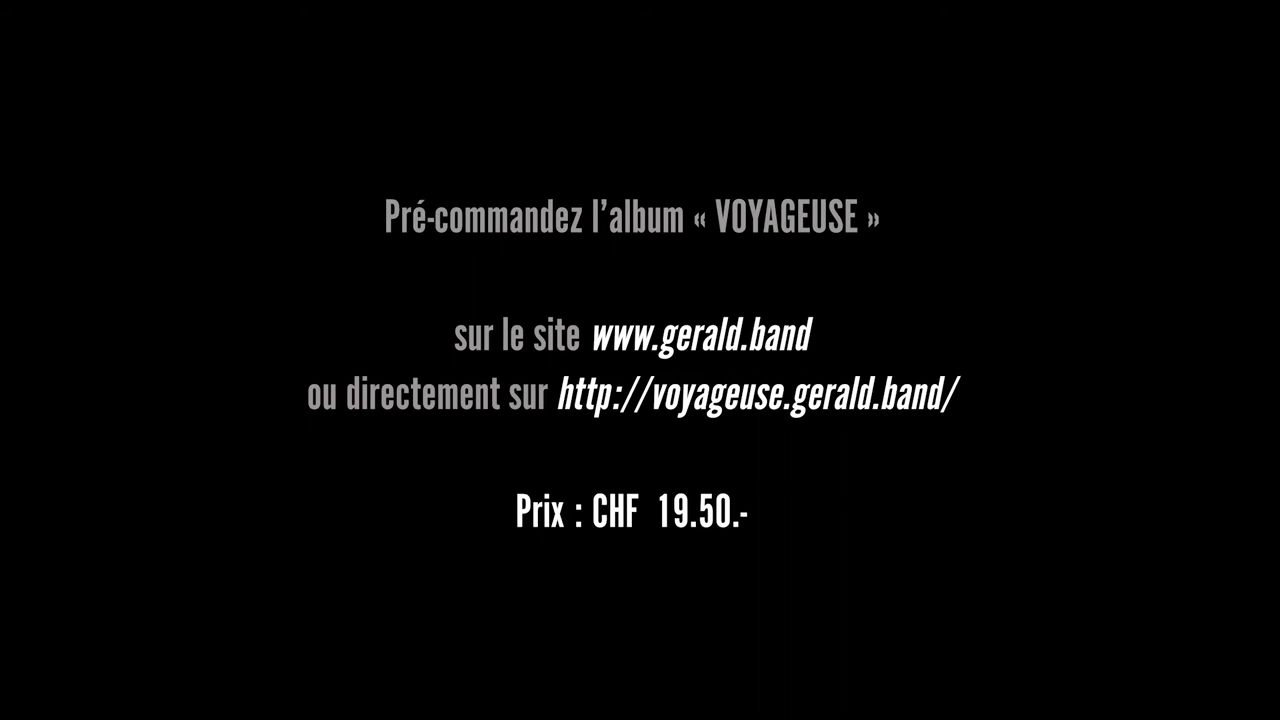 Pré-commandez l’album « VOYAGEUSE »
sur le site www.gerald.band
ou directement sur http://voyageuse.gerald.band/
Prix : CHF  19.50.-